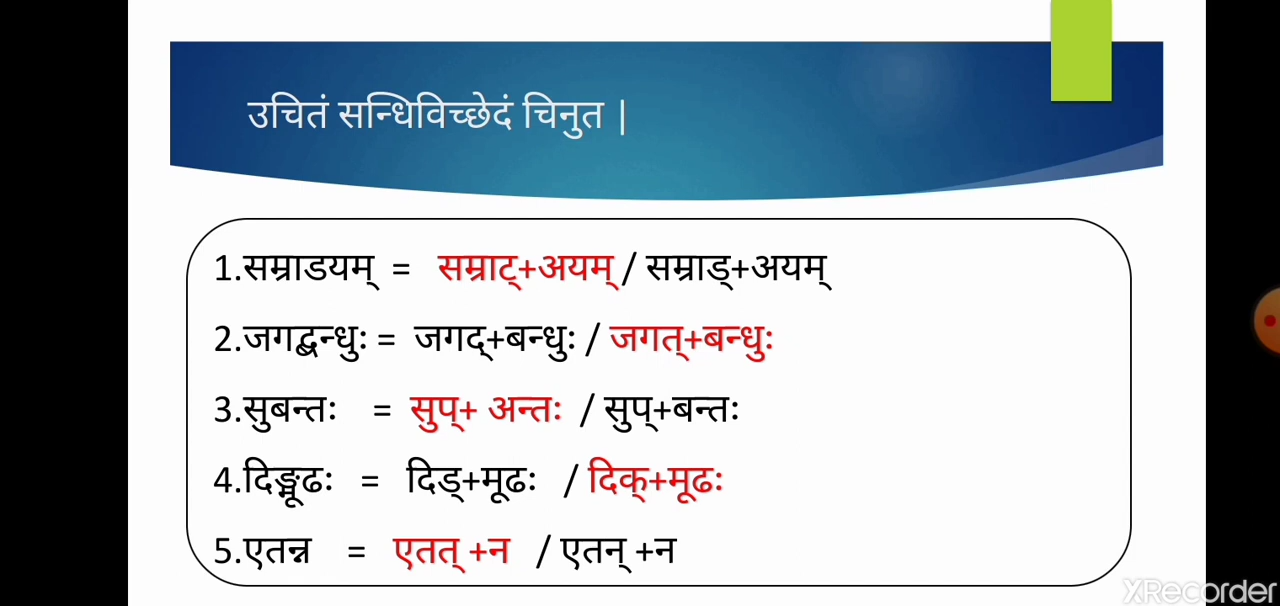 उचितं सन्धिविच्छेदं चिनुत |
1.सम्राडयम् = सम्राट्+अयम् / सम्राड्+अयम्
2.जगद्बन्धुः = जगद्+बन्धुः / जगत्+बन्धुः
3.सुबन्तः = सुप्+ अन्तः / सुप्+बन्तः
4.दिङ्मूढः = दिड्+मूढः / दिक्+मूढः
5.एतन्न = एतत् +न / एतन् +न
XRecorder